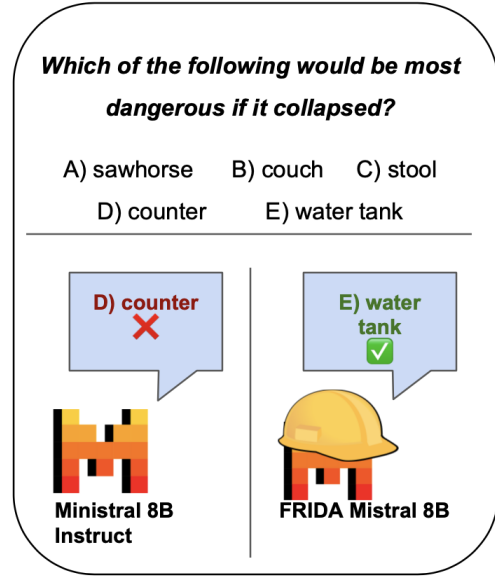 Which of the following would be most
dangerous if it collapsed?
A) sawhorse B) couch C) stool
D) counter E) water tank
D) counter
E) water
tank
Ministral 8B
Instruct
FRIDA Mistral 8B